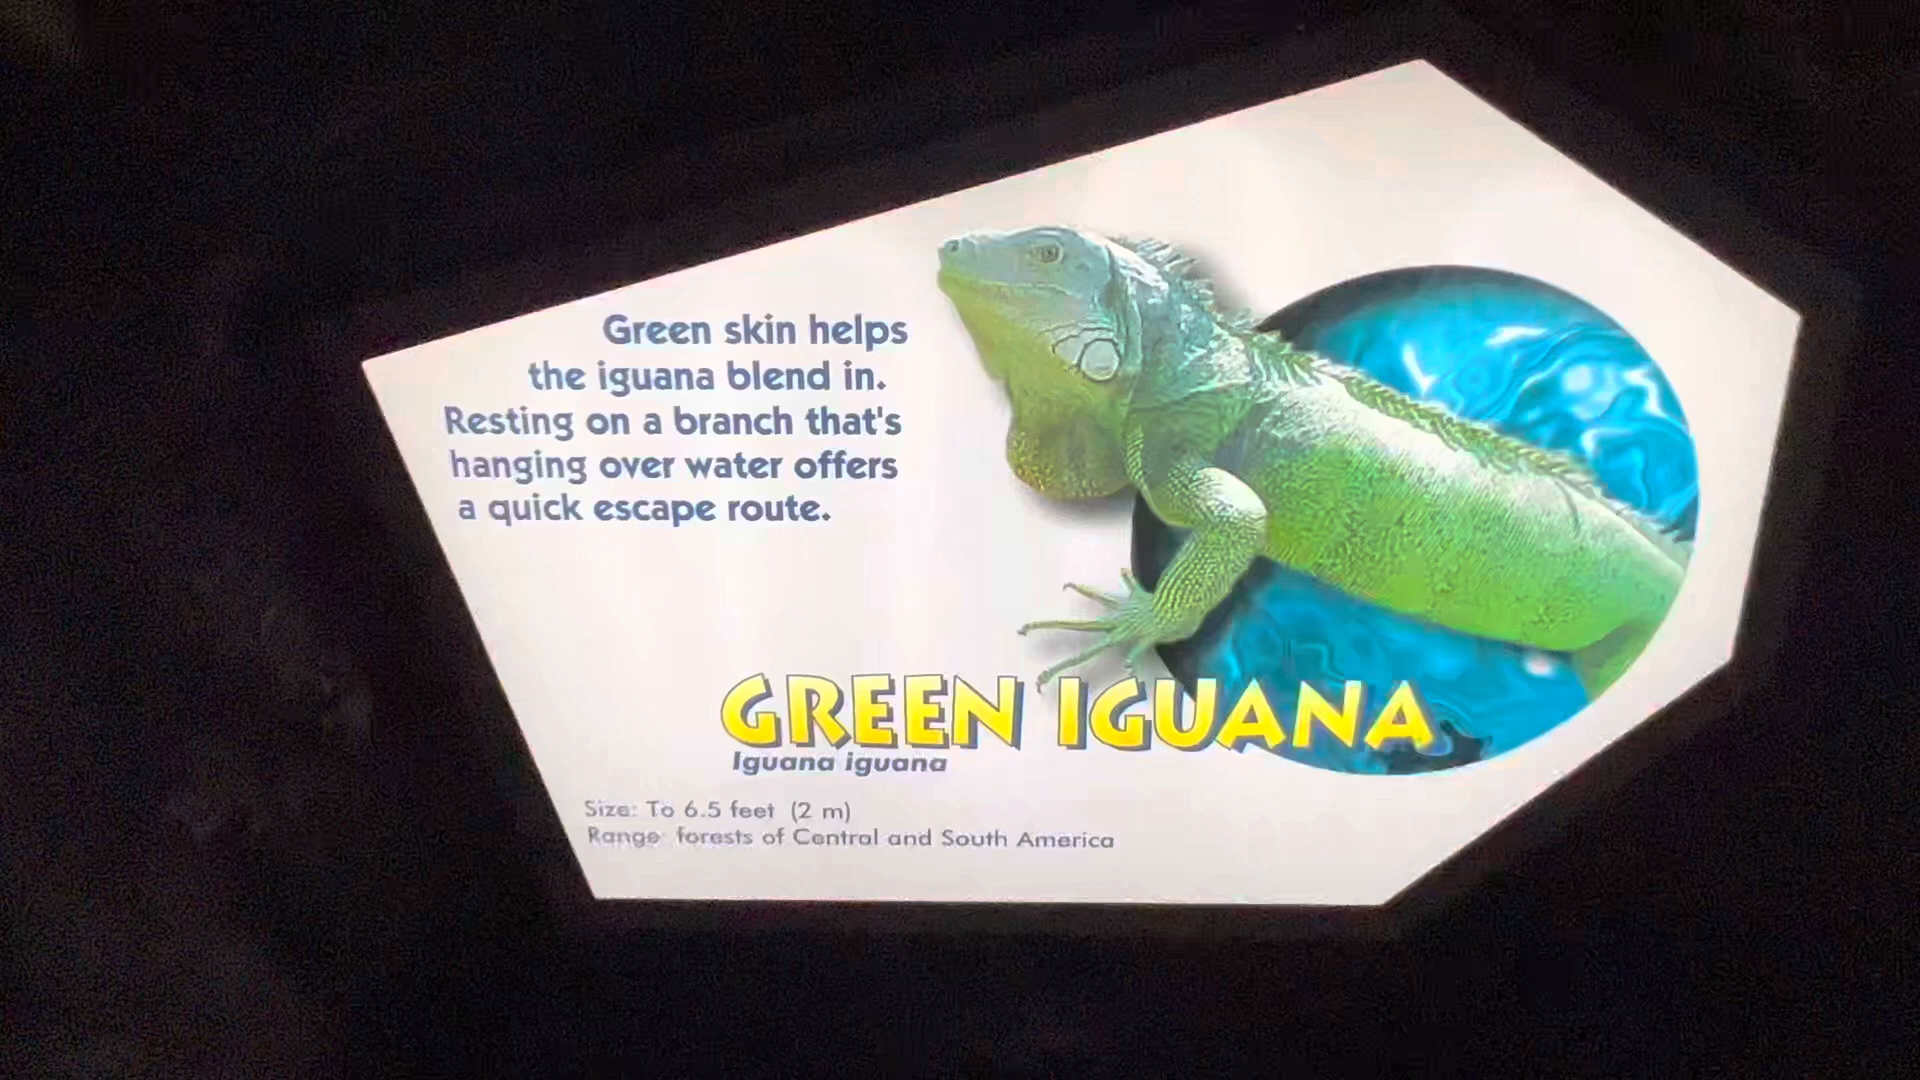 Green skin helps
the iguana blend in.
Resting on a branch that's
hanging over water offers
a quick escape route.
GREEN IGUANA
Iguana iguana
Size: To 6.5 feet (2 m)
Range: forests of Central and South America